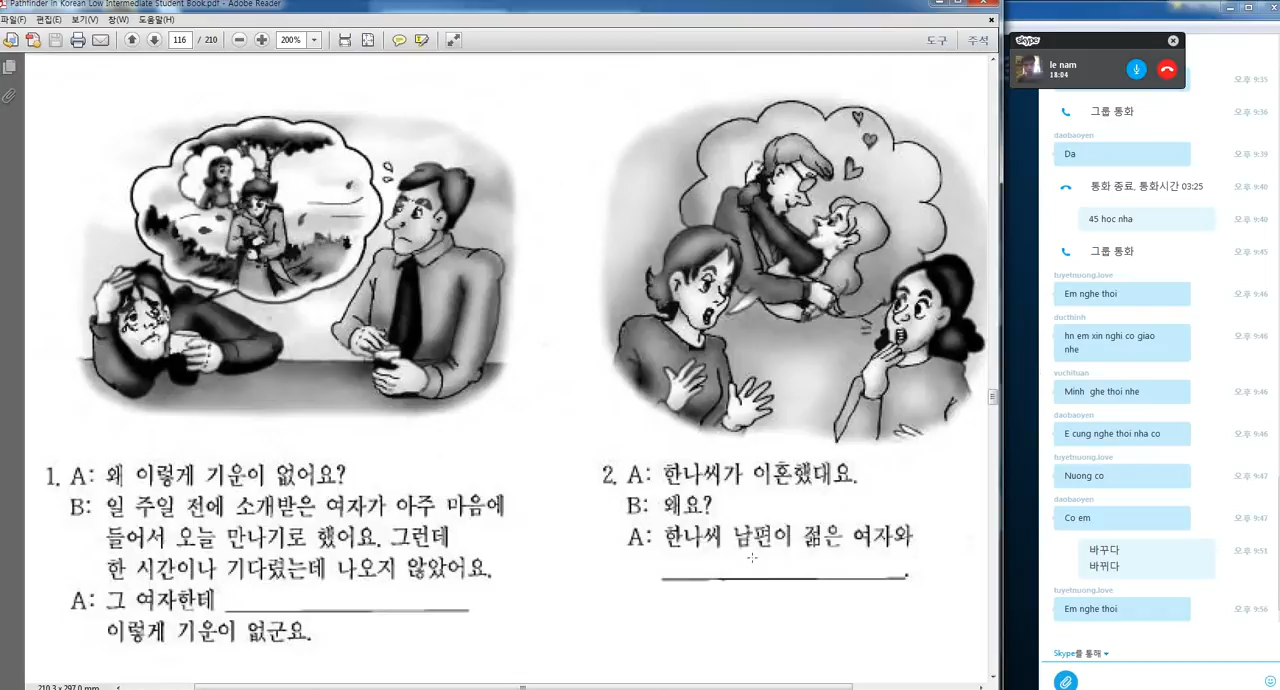 Pathfinder In Korean Low Intermediate Student Book.pdf - Adobe Reader
파일(F) 편집(E) 보기(V) 창(W) 도움말(H)
116 / 210 200% 도구 주석
1. A: 왜 이렇게 기운이 없어요?
B: 일 주일 전에 소개받은 여자가 아주 마음에
들어서 오늘 만나기로 했어요. 그런데
한 시간이나 기다렸는데 나오지 않았어요.
A: 그 여자한테
이렇게 기운이 없군요.
2. A: 한나씨가 이혼했대요.
B: 왜요?
A: 한나씨 남편이 젊은 여자와
.
210.3 x 297.0 mm
skype
le nam
18:04
오후 9:35
그룹 통화 오후 9:36
daobaoyen
Da 오후 9:39
통화 종료, 통화시간 03:25 오후 9:40
45 hoc nha 오후 9:40
그룹 통화 오후 9:45
tuyetnuong.love
Em nghe thoi 오후 9:46
ducthinh
hn em xin nghi co giao
nhe 오후 9:46
vuchituan
Minh ghe thoi nhe 오후 9:46
daobaoyen
E cung nghe thoi nha co 오후 9:46
tuyetnuong.love
Nuong co 오후 9:47
daobaoyen
Co em 오후 9:47
바꾸다 오후 9:51
바뀌다
tuyetnuong.love
Em nghe thoi 오후 9:56
Skype를 통해